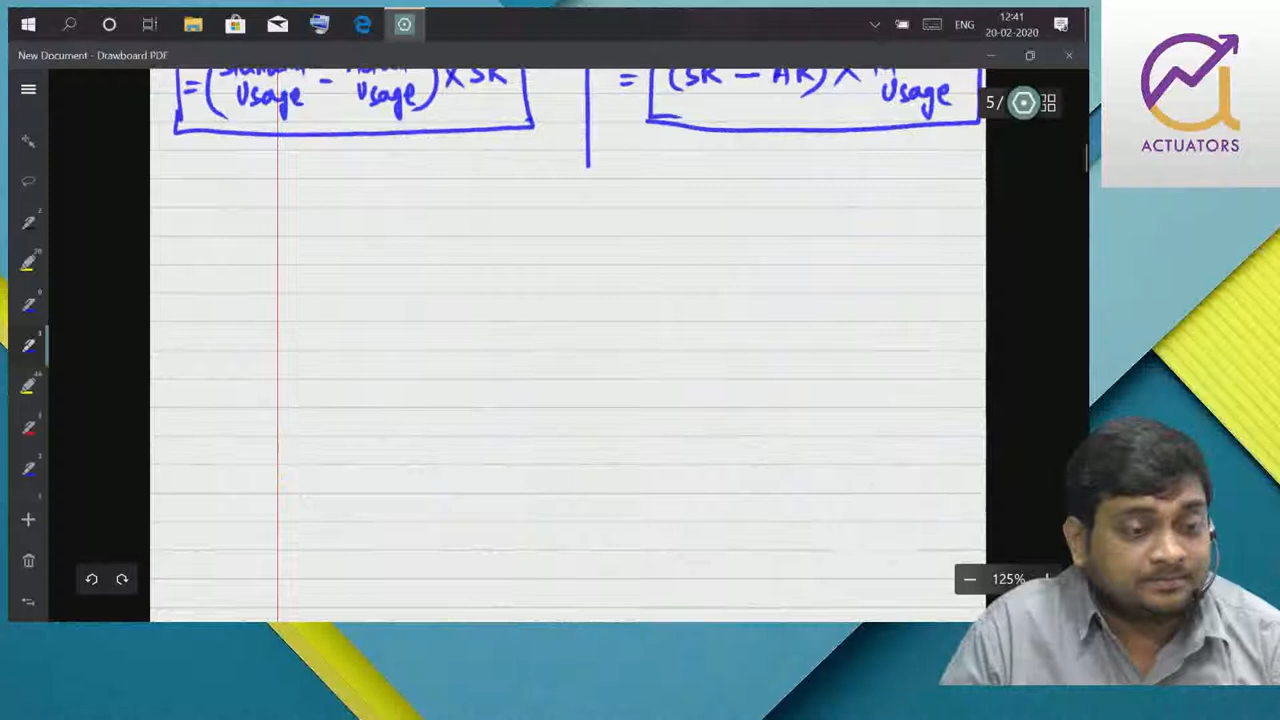 ENG
12:41
20-02-2020
New Document - Drawboard PDF
= (Usage - Usage) X SR
= (SR - AR) X Usage
5/
ACTUATORS
125%